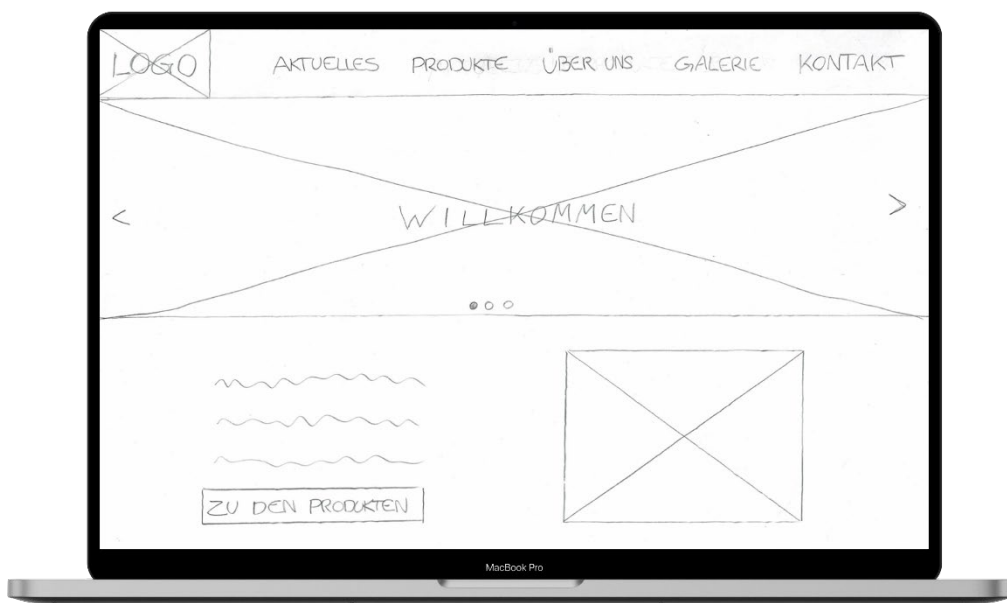 LOGO AKTUELLES PRODUKTE ÜBER UNS GALERIE KONTAKT
< WILLKOMMEN >
ZU DEN PRODUKTEN
MacBook Pro